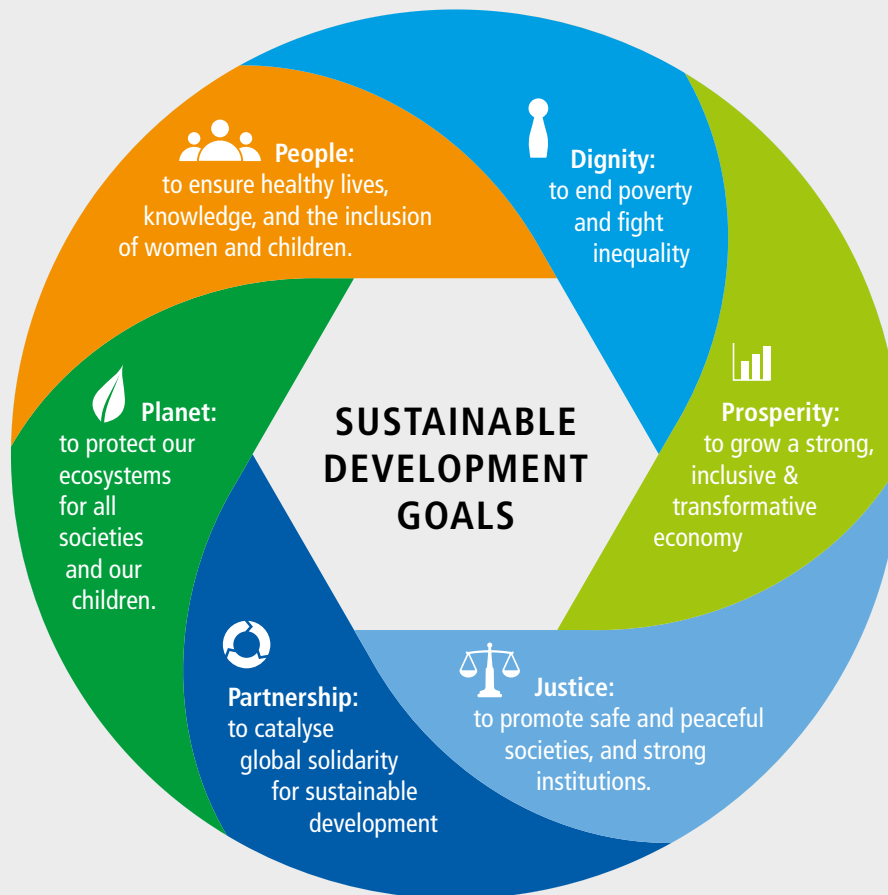 People:
to ensure healthy lives,
knowledge, and the inclusion
of women and children.
Dignity:
to end poverty
and fight
inequality
Planet:
to protect our
ecosystems
for all
societies
and our
children.
SUSTAINABLE
DEVELOPMENT
GOALS
Prosperity:
to grow a strong,
inclusive &
transformative
economy
Partnership:
to catalyse
global solidarity
for sustainable
development
Justice:
to promote safe and peaceful
societies, and strong
institutions.